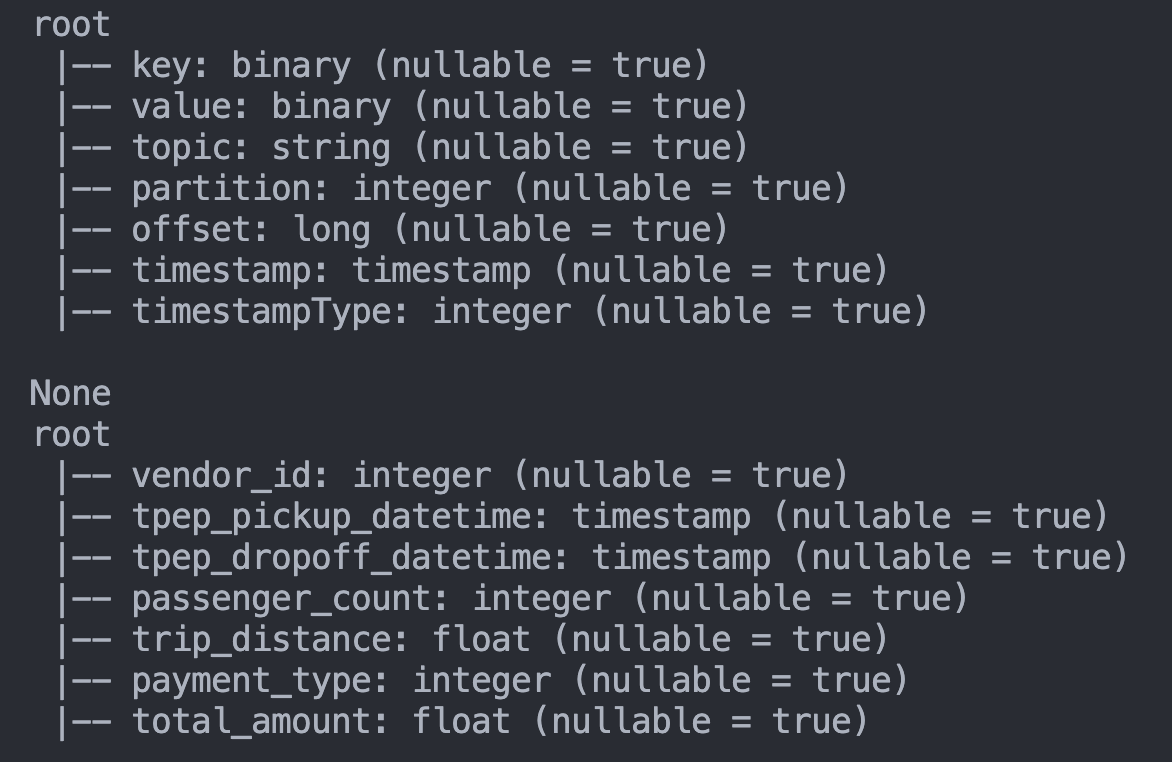 root
 |-- key: binary (nullable = true)
 |-- value: binary (nullable = true)
 |-- topic: string (nullable = true)
 |-- partition: integer (nullable = true)
 |-- offset: long (nullable = true)
 |-- timestamp: timestamp (nullable = true)
 |-- timestampType: integer (nullable = true)

None
root
 |-- vendor_id: integer (nullable = true)
 |-- tpep_pickup_datetime: timestamp (nullable = true)
 |-- tpep_dropoff_datetime: timestamp (nullable = true)
 |-- passenger_count: integer (nullable = true)
 |-- trip_distance: float (nullable = true)
 |-- payment_type: integer (nullable = true)
 |-- total_amount: float (nullable = true)